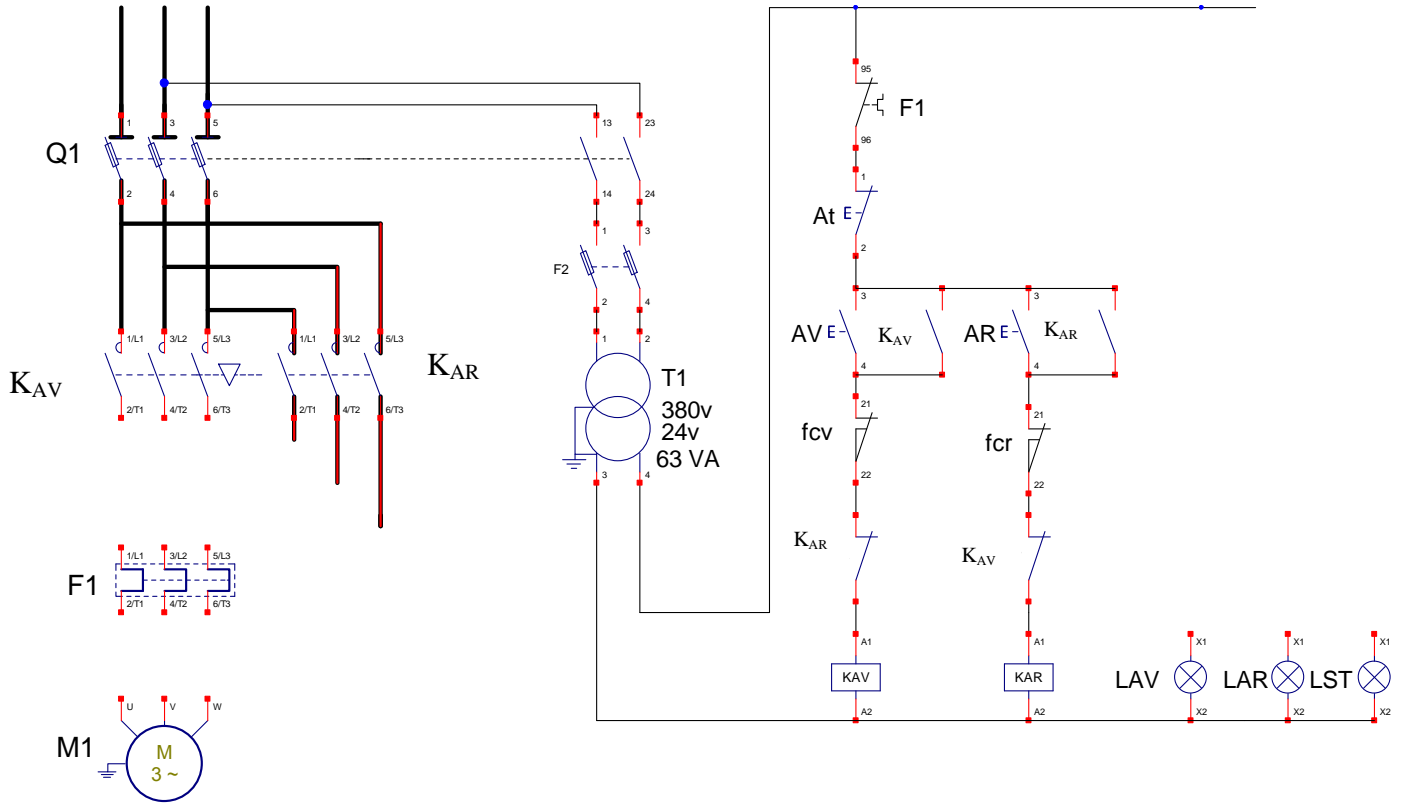 1 3 5 13 23 95
Q1
F1
2 4 6 14 24 96
1 3 1
At E
F2
2 4 2
3 3
1/L1 3/L2 5/L3 1/L1 3/L2 5/L3 1 2
AV E KAV AR E KAR
KAV
KAR
T1
380v
24v
63 VA
4 4
2/T1 4/T2 6/T3 2/T1 4/T2 6/T3
21 21
fcv fcr
3 4 22 22
KAR KAV
1/L1 3/L2 5/L3
F1
2/T1 4/T2 6/T3
A1 A1 X1 X1 X1
KAV KAR LAV LAR LST
A2 A2 X2 X2 X2
U V W
M1
M
3 ~